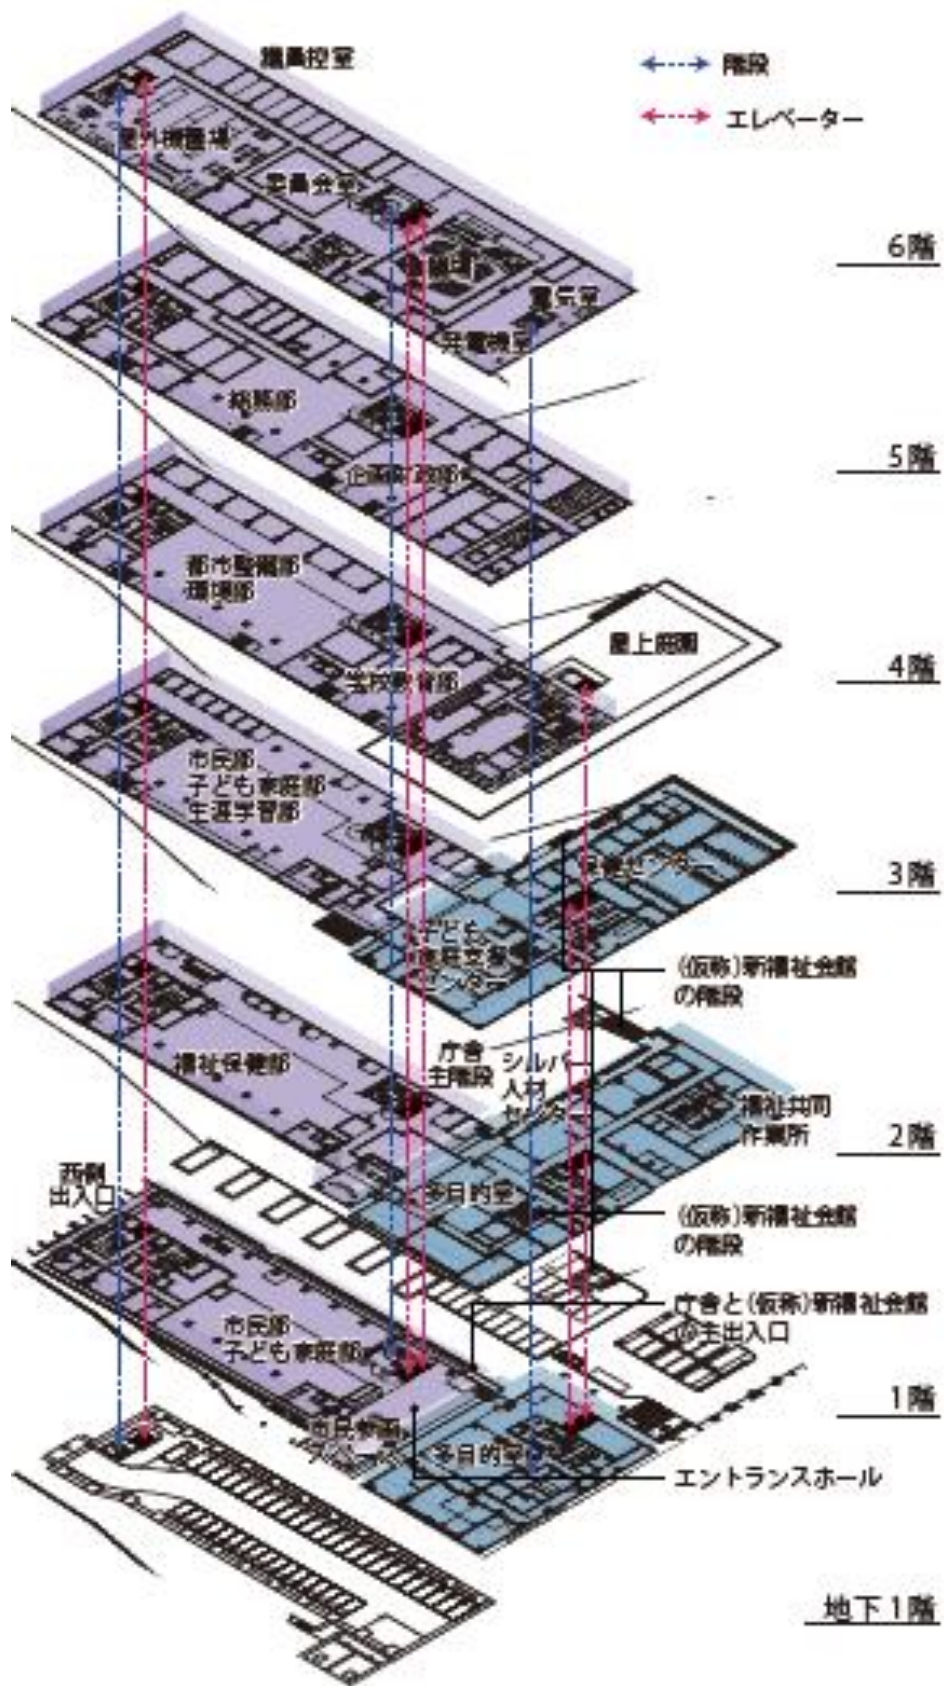 階段
エレベーター
議員控室
屋外機置場
委員会室
議場
電気室
発電機室
6階
総務部
企画財政部
5階
都市整備部
環境部
学校教育部
屋上庭園
4階
市民部
子ども家庭部
生涯学習部
保健センター
子ども
家庭支援
センター
3階
(仮称)新福祉会館
の階段
庁舎
主階段
シルバー
人材
センター
福祉保健部
福祉共同
作業所
多目的室
2階
西側
出入口
(仮称)新福祉会館
の階段
庁舎と(仮称)新福祉会館
の主出入口
市民部
子ども家庭部
市民参画
スペース
多目的室
1階
エントランスホール
地下1階